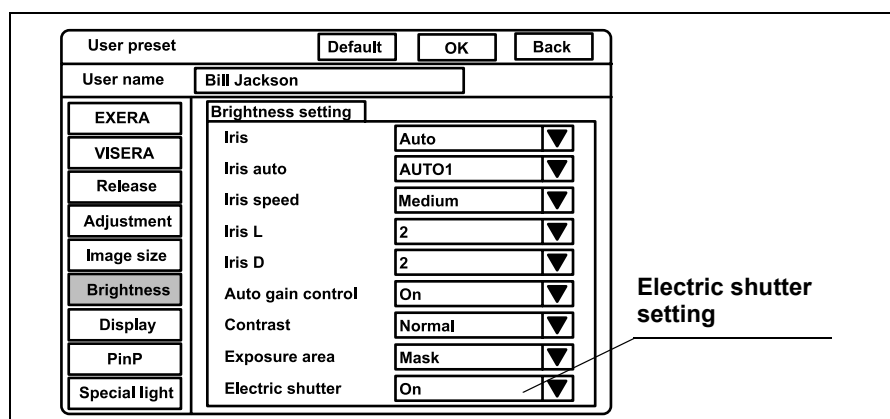 User preset Default OK Back
User name Bill Jackson
EXERA
VISERA
Release
Adjustment
Image size
Brightness
Display
PinP
Special light
Brightness setting
Iris Auto
Iris auto AUTO1
Iris speed Medium
Iris L 2
Iris D 2
Auto gain control On
Contrast Normal
Exposure area Mask
Electric shutter On
Electric shutter
setting